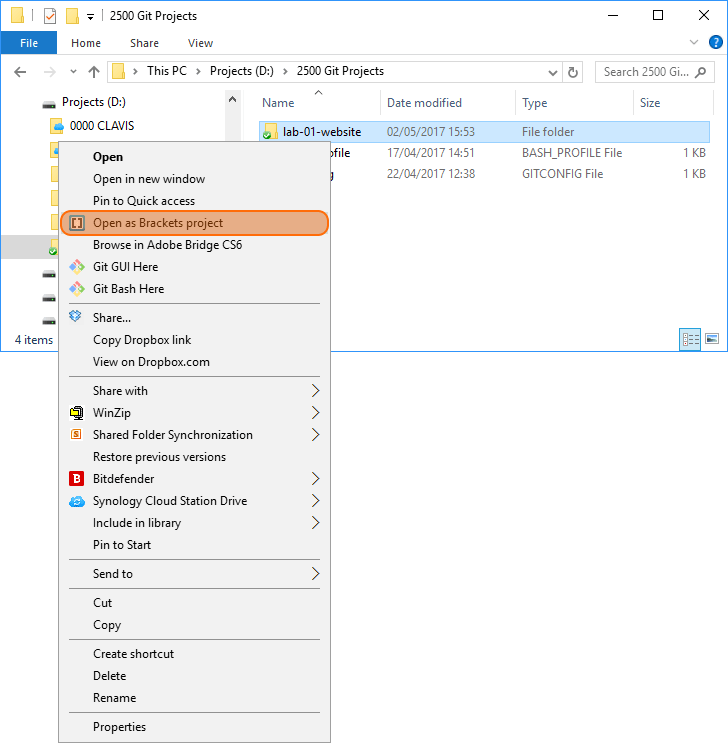 2500 Git Projects
File Home Share View
This PC Projects (D:) 2500 Git Projects
Search 2500 Gi...
Projects (D:)
0000 CLAVIS
Name Date modified Type Size
lab-01-website 02/05/2017 15:53 File folder
ofile 17/04/2017 14:51 BASH_PROFILE File 1 KB
g 22/04/2017 12:38 GITCONFIG File 1 KB
4 items
Open
Open in new window
Pin to Quick access
Open as Brackets project
Browse in Adobe Bridge CS6
Git GUI Here
Git Bash Here
Share...
Copy Dropbox link
View on Dropbox.com
Share with
WinZip
Shared Folder Synchronization
Restore previous versions
Bitdefender
Synology Cloud Station Drive
Include in library
Pin to Start
Send to
Cut
Copy
Create shortcut
Delete
Rename
Properties